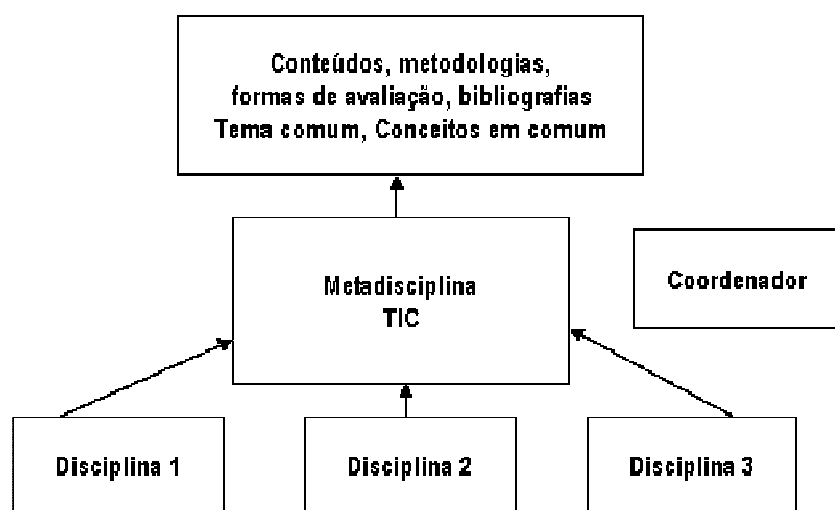 Conteúdos, metodologias,
formas de avaliação, bibliografias
Tema comum, Conceitos em comum
Metadisciplina
TIC
Coordenador
Disciplina 1
Disciplina 2
Disciplina 3